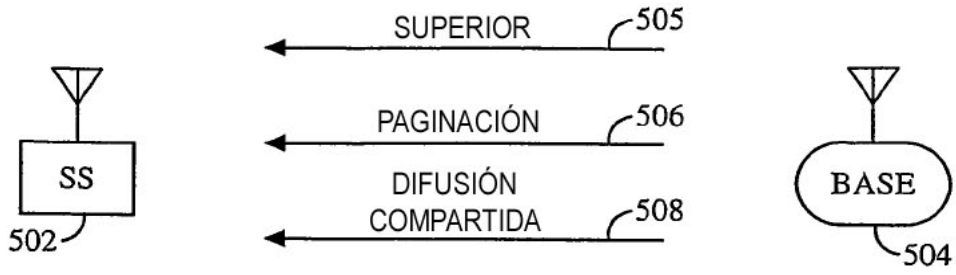 SUPERIOR
505
PAGINACIÓN
506
SS
DIFUSIÓN
COMPARTIDA
508
BASE
502
504